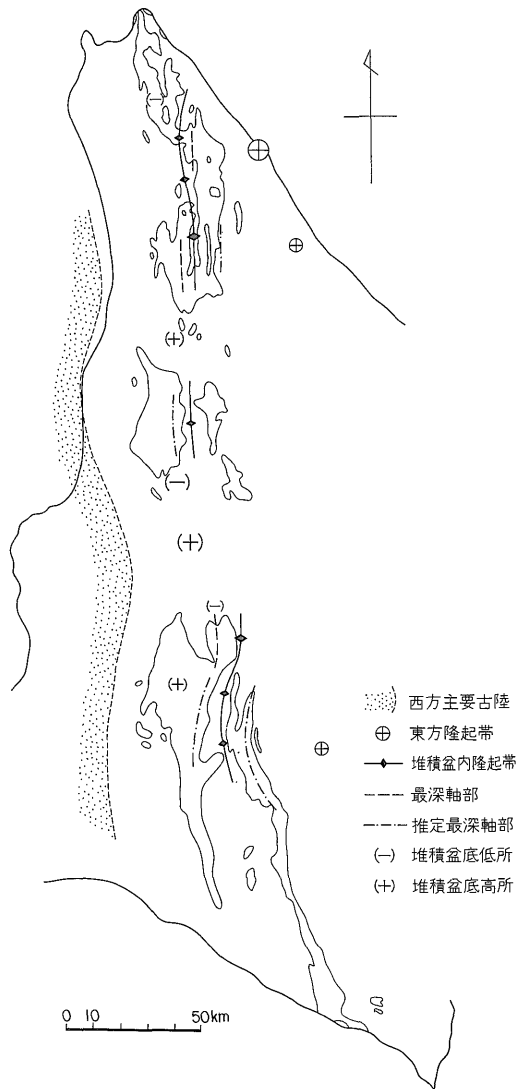 (−)
(+)
(−)
(+)
(−)
(+)
西方主要古陸
東方隆起帯
堆積盆内隆起帯
最深軸部
推定最深軸部
(−) 堆積盆底低所
(+) 堆積盆底高所
0 10 50km